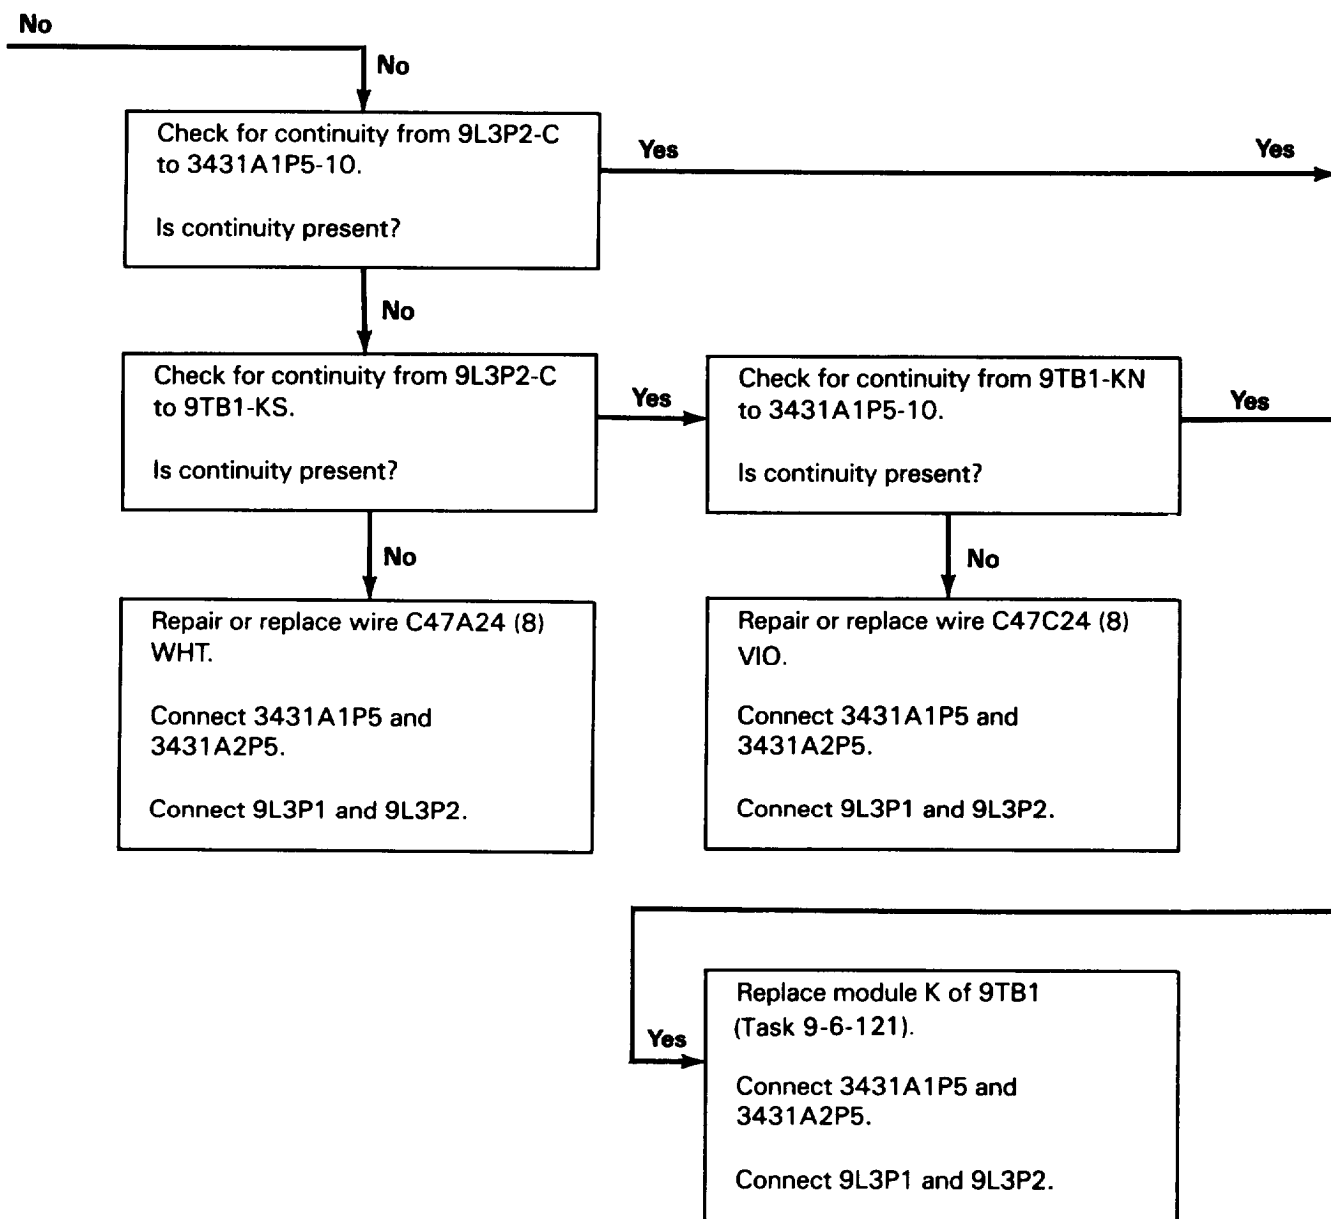 No
No
Check for continuity from 9L3P2-C
to 3431A1P5-10.
Is continuity present?
Yes
Yes
No
Check for continuity from 9L3P2-C
to 9TB1-KS.
Is continuity present?
Yes
Check for continuity from 9TB1-KN
to 3431A1P5-10.
Is continuity present?
Yes
No
Repair or replace wire C47A24 (8)
WHT.
Connect 3431A1P5 and
3431A2P5.
Connect 9L3P1 and 9L3P2.
No
Repair or replace wire C47C24 (8)
VIO.
Connect 3431A1P5 and
3431A2P5.
Connect 9L3P1 and 9L3P2.
Yes
Replace module K of 9TB1
(Task 9-6-121).
Connect 3431A1P5 and
3431A2P5.
Connect 9L3P1 and 9L3P2.